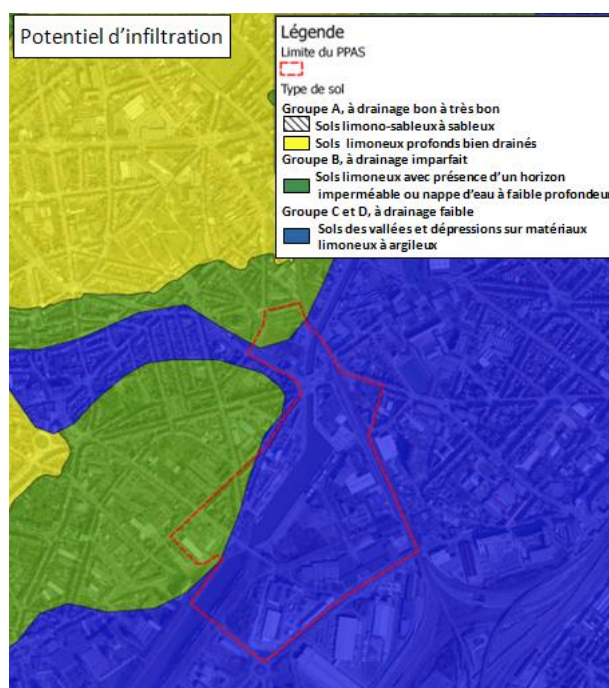 Potentiel d'infiltration
Légende
Limite du PPAS
Type de sol
Groupe A, à drainage bon à très bon
Sols limono-sableux à sableux
Sols limoneux profonds bien drainés
Groupe B, à drainage imparfait
Sols limoneux avec présence d'un horizon
imperméable ou nappe d'eau à faible profondeur
Groupe C et D, à drainage faible
Sols des vallées et dépressions sur matériaux
limoneux à argileux